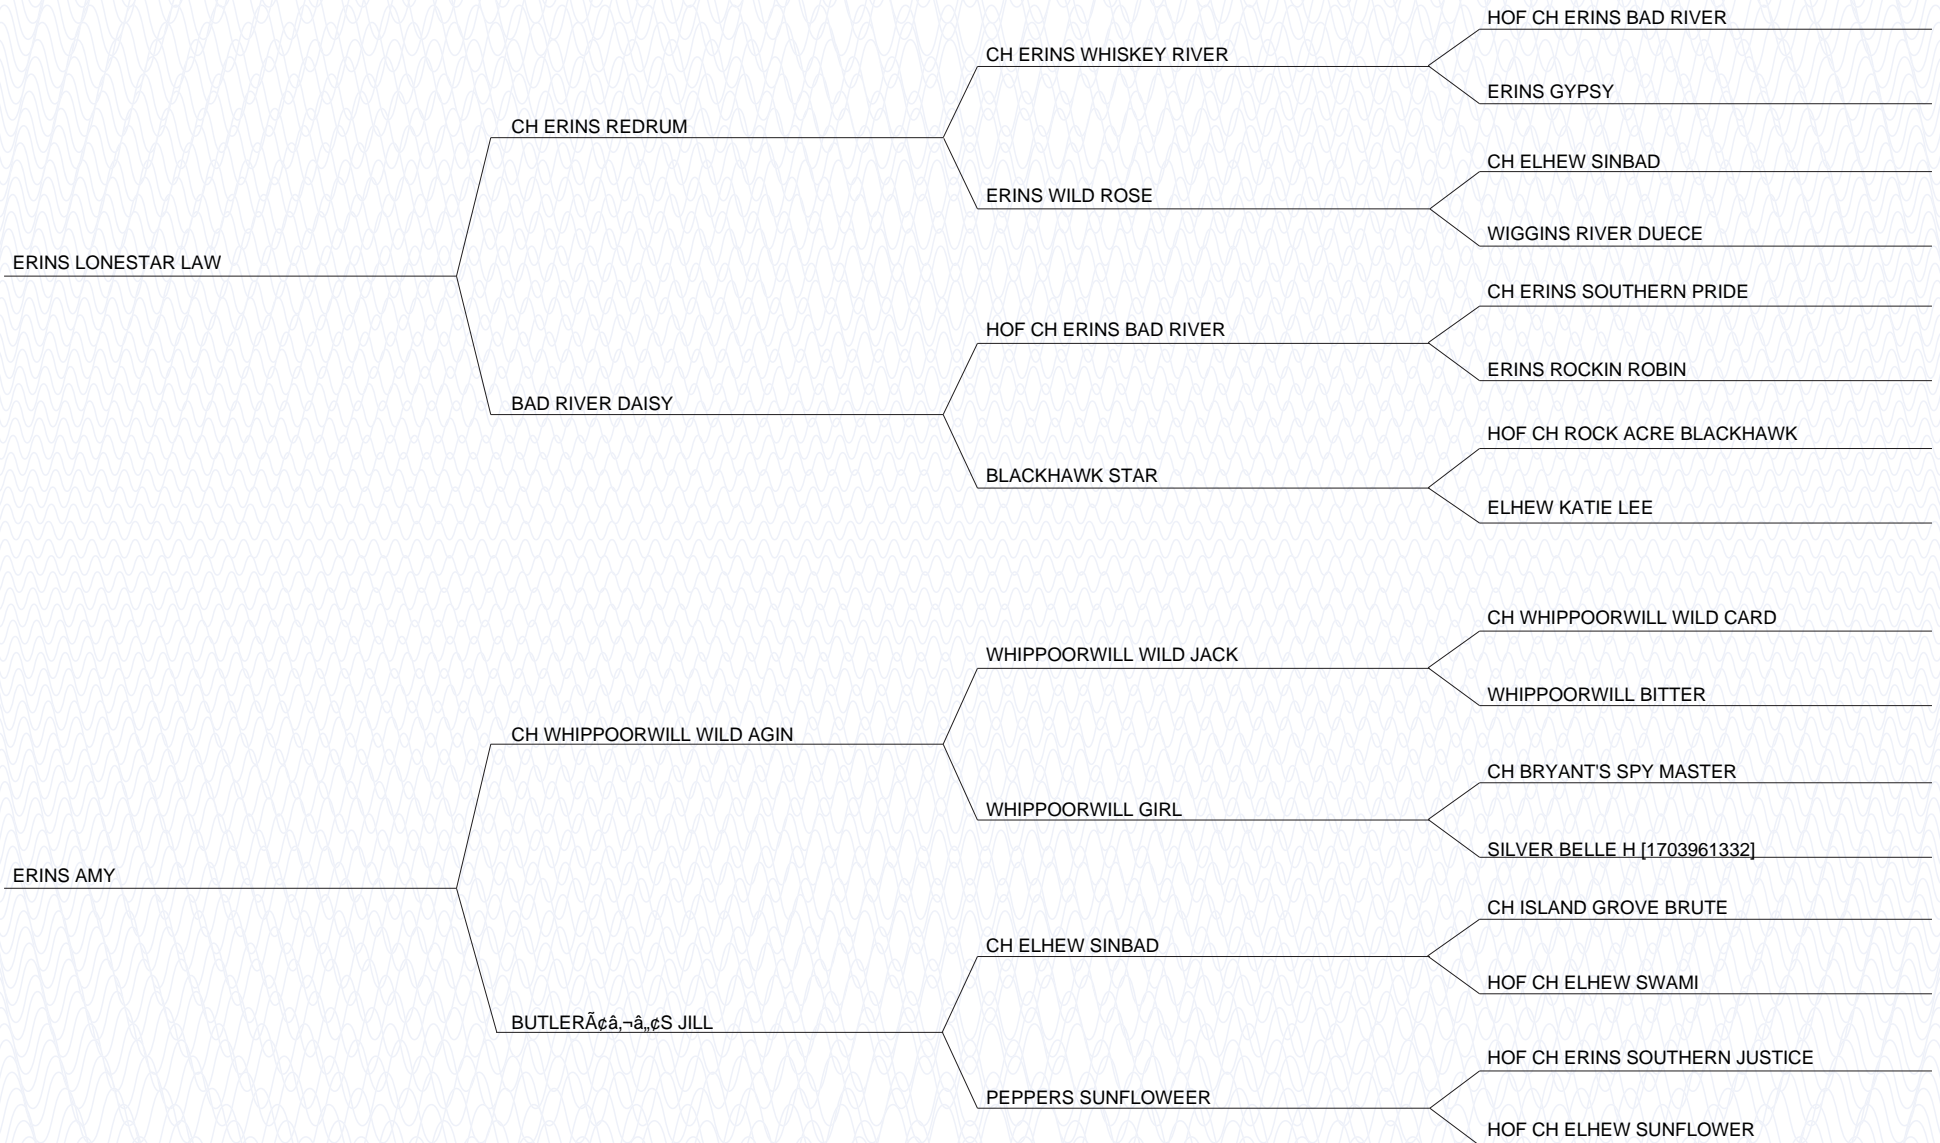 HOF CH ERINS BAD RIVER
CH ERINS WHISKEY RIVER
ERINS GYPSY
CH ERINS REDRUM
CH ELHEW SINBAD
ERINS WILD ROSE
WIGGINS RIVER DUECE
ERINS LONESTAR LAW
CH ERINS SOUTHERN PRIDE
HOF CH ERINS BAD RIVER
ERINS ROCKIN ROBIN
BAD RIVER DAISY
HOF CH ROCK ACRE BLACKHAWK
BLACKHAWK STAR
ELHEW KATIE LEE
CH WHIPPOORWILL WILD CARD
WHIPPOORWILL WILD JACK
WHIPPOORWILL BITTER
CH WHIPPOORWILL WILD AGIN
CH BRYANT'S SPY MASTER
WHIPPOORWILL GIRL
SILVER BELLE H [1703961332]
ERINS AMY
CH ISLAND GROVE BRUTE
CH ELHEW SINBAD
HOF CH ELHEW SWAMI
BUTLERÃ¢â‚¬â„¢S JILL
HOF CH ERINS SOUTHERN JUSTICE
PEPPERS SUNFLOWEER
HOF CH ELHEW SUNFLOWER